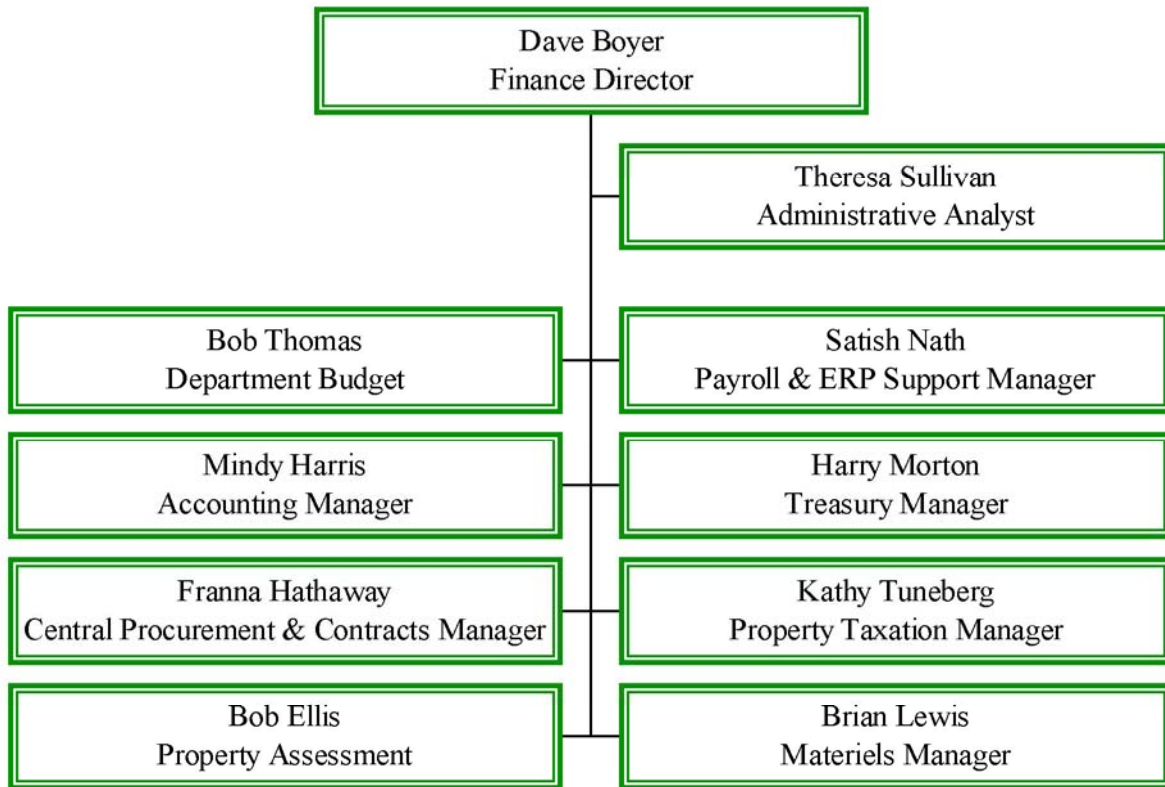 Dave Boyer
Finance Director
Theresa Sullivan
Administrative Analyst
Bob Thomas
Department Budget
Satish Nath
Payroll & ERP Support Manager
Mindy Harris
Accounting Manager
Harry Morton
Treasury Manager
Franna Hathaway
Central Procurement & Contracts Manager
Kathy Tuneberg
Property Taxation Manager
Bob Ellis
Property Assessment
Brian Lewis
Materiels Manager